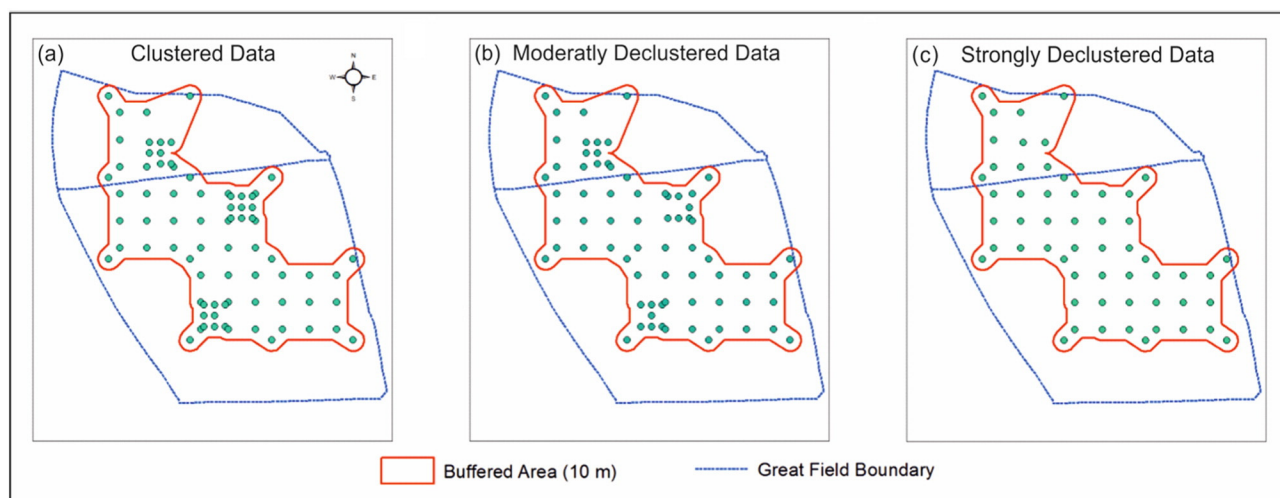 (a) Clustered Data
N
W E
S
(b) Moderatly Declustered Data
(c) Strongly Declustered Data
Buffered Area (10 m)
Great Field Boundary